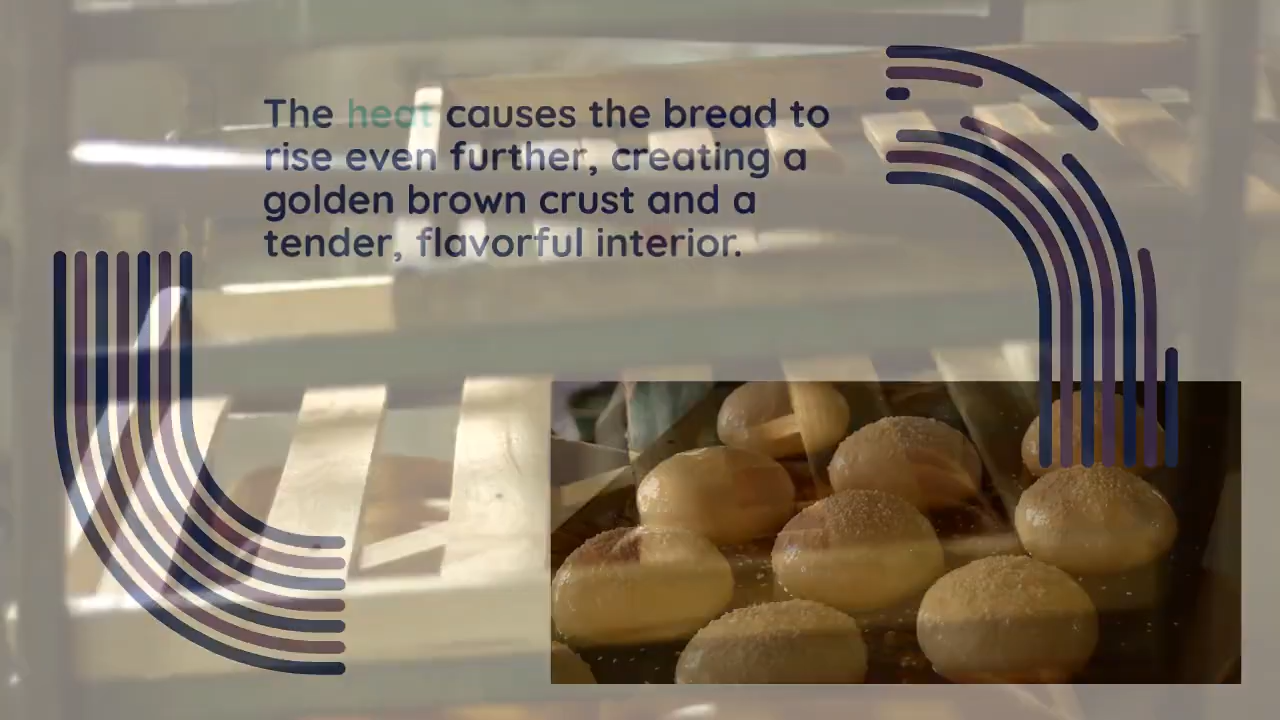 The heat causes the bread to
rise even further, creating a
golden brown crust and a
tender, flavorful interior.